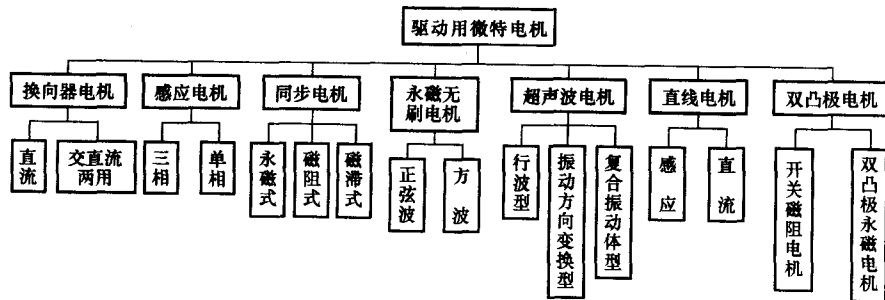 驱动用微特电机
换向器电机
感应电机
同步电机
永磁无
刷电机
超声波电机
直线电机
双凸极电机
直流
交直流
两用
三相
单相
永磁式
磁阻式
磁滞式
正弦波
方波
行波型
振动方向变换型
复合振动体型
感应
直流
开关磁阻电机
双凸极永磁电机